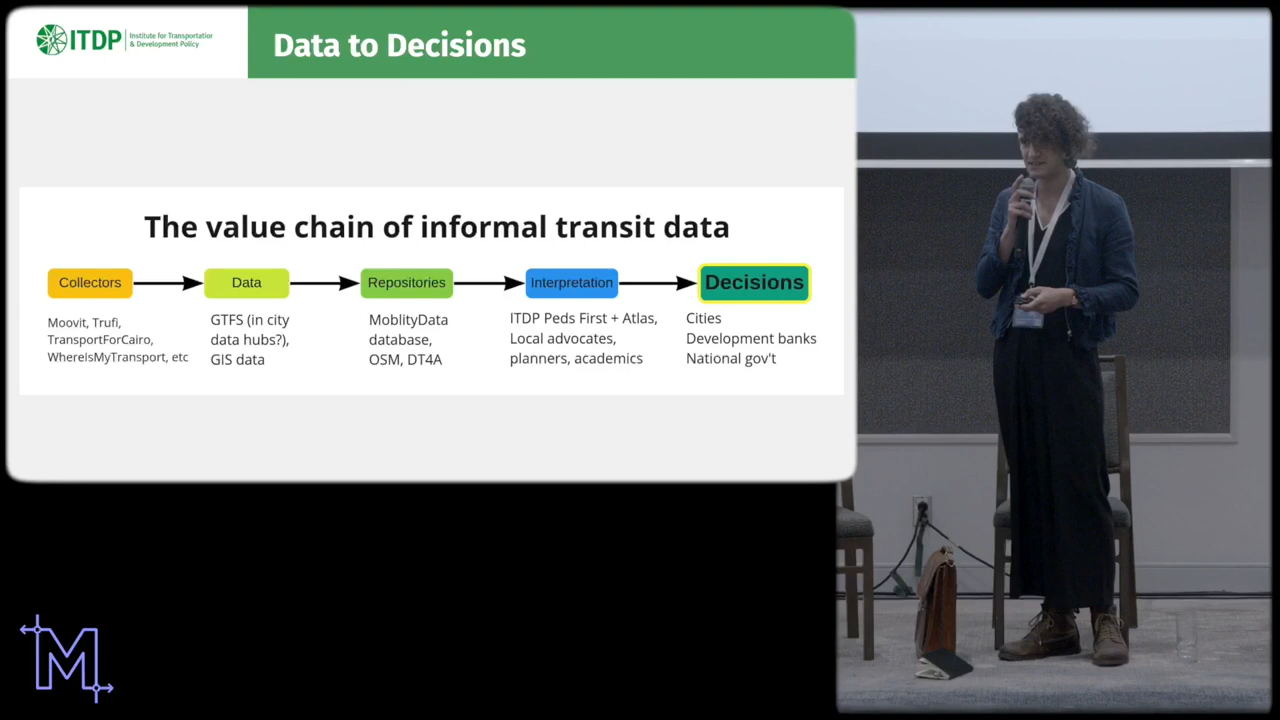 ITDP
Institute for Transportation
& Development Policy
Data to Decisions
The value chain of informal transit data
Collectors
Data
Repositories
Interpretation
Decisions
Moovit, Trufi,
TransportForCairo,
WhereIsMyTransport, etc
GTFS (in city
data hubs?),
GIS data
MoblityData
database,
OSM, DT4A
ITDP Peds First + Atlas,
Local advocates,
planners, academics
Cities
Development banks
National gov't
M